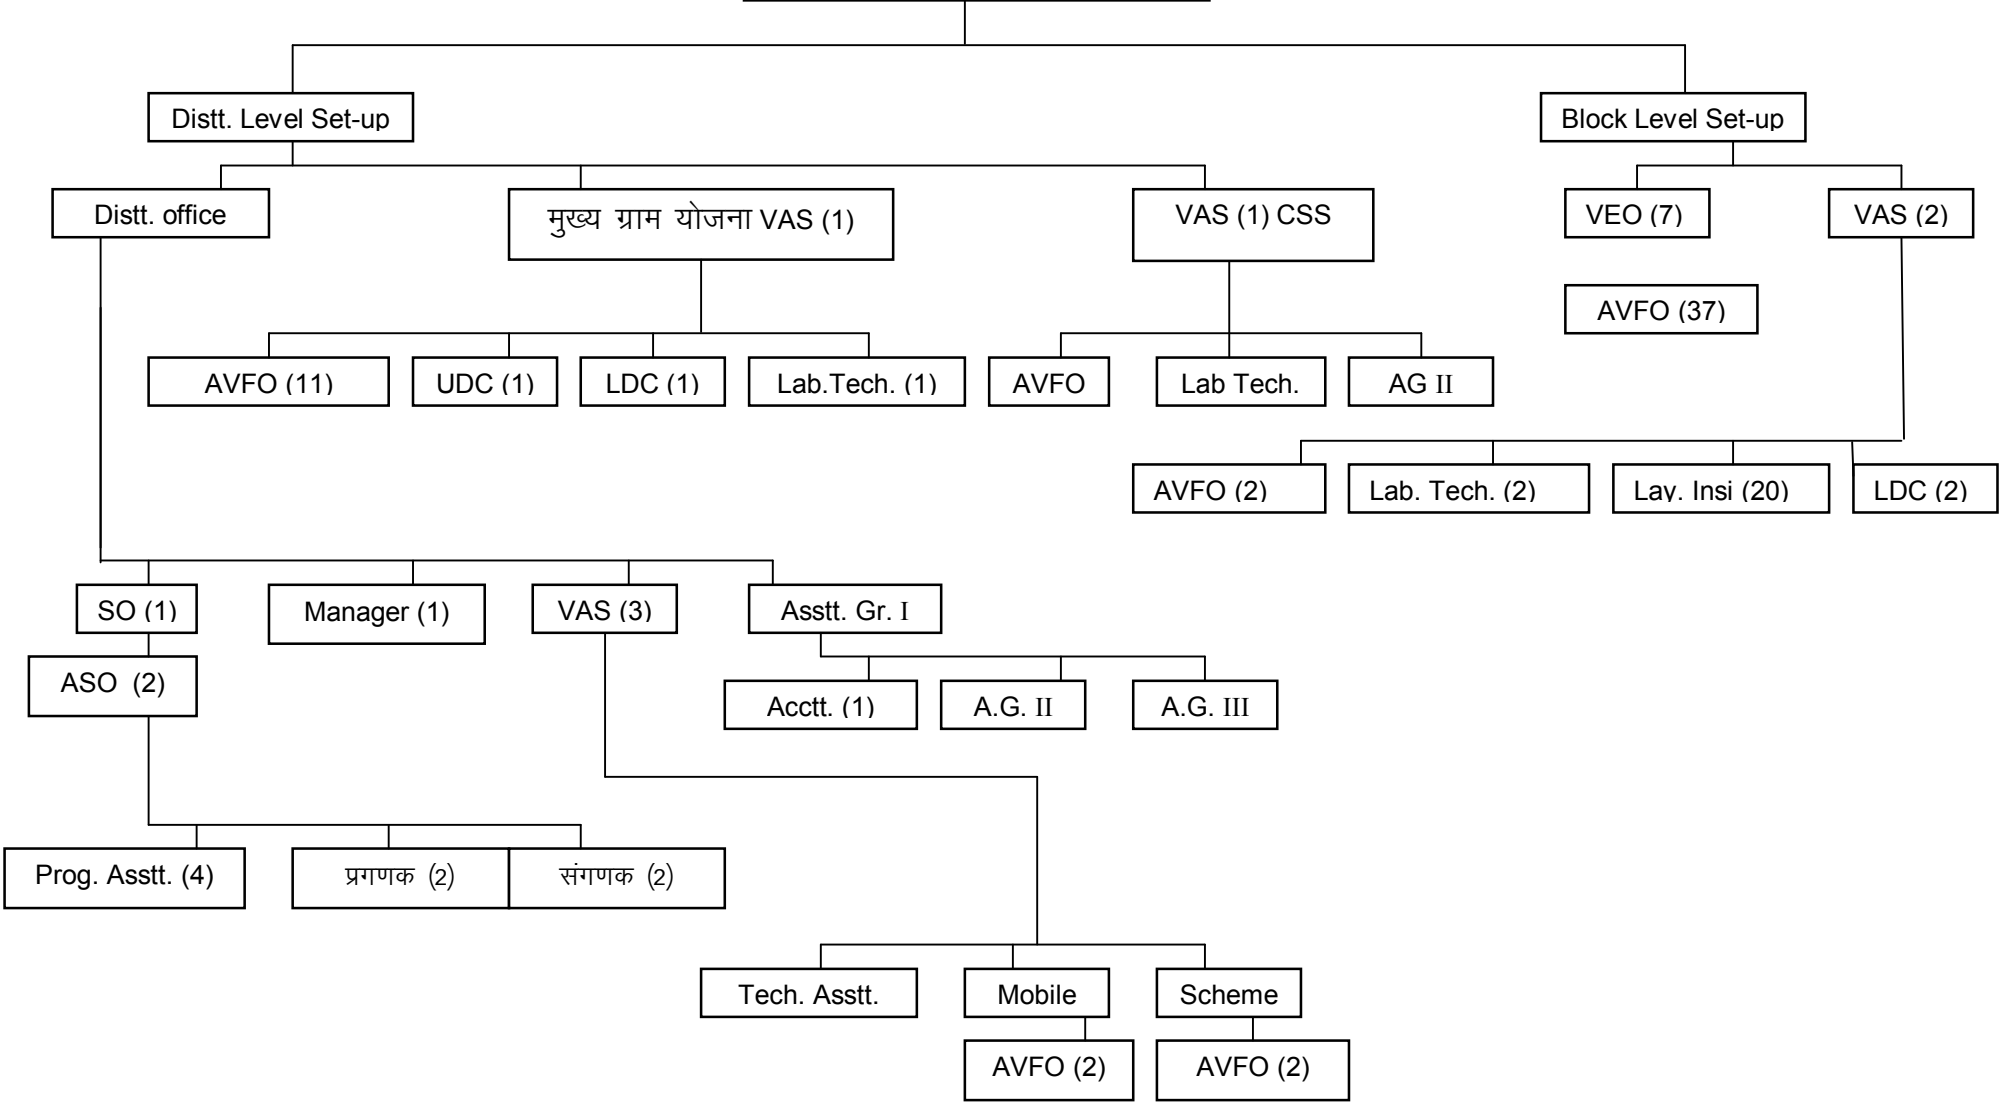 Distt. Level Set-up
Block Level Set-up
Distt. office
मुख्य ग्राम योजना VAS (1)
VAS (1) CSS
VEO (7)
VAS (2)
AVFO (37)
AVFO (11)
UDC (1)
LDC (1)
Lab.Tech. (1)
AVFO
Lab Tech.
AG II
AVFO (2)
Lab. Tech. (2)
Lay. Insi (20)
LDC (2)
SO (1)
Manager (1)
VAS (3)
Asstt. Gr. I
ASO (2)
Acctt. (1)
A.G. II
A.G. III
Prog. Asstt. (4)
प्रगणक (2)
संगणक (2)
Tech. Asstt.
Mobile
Scheme
AVFO (2)
AVFO (2)